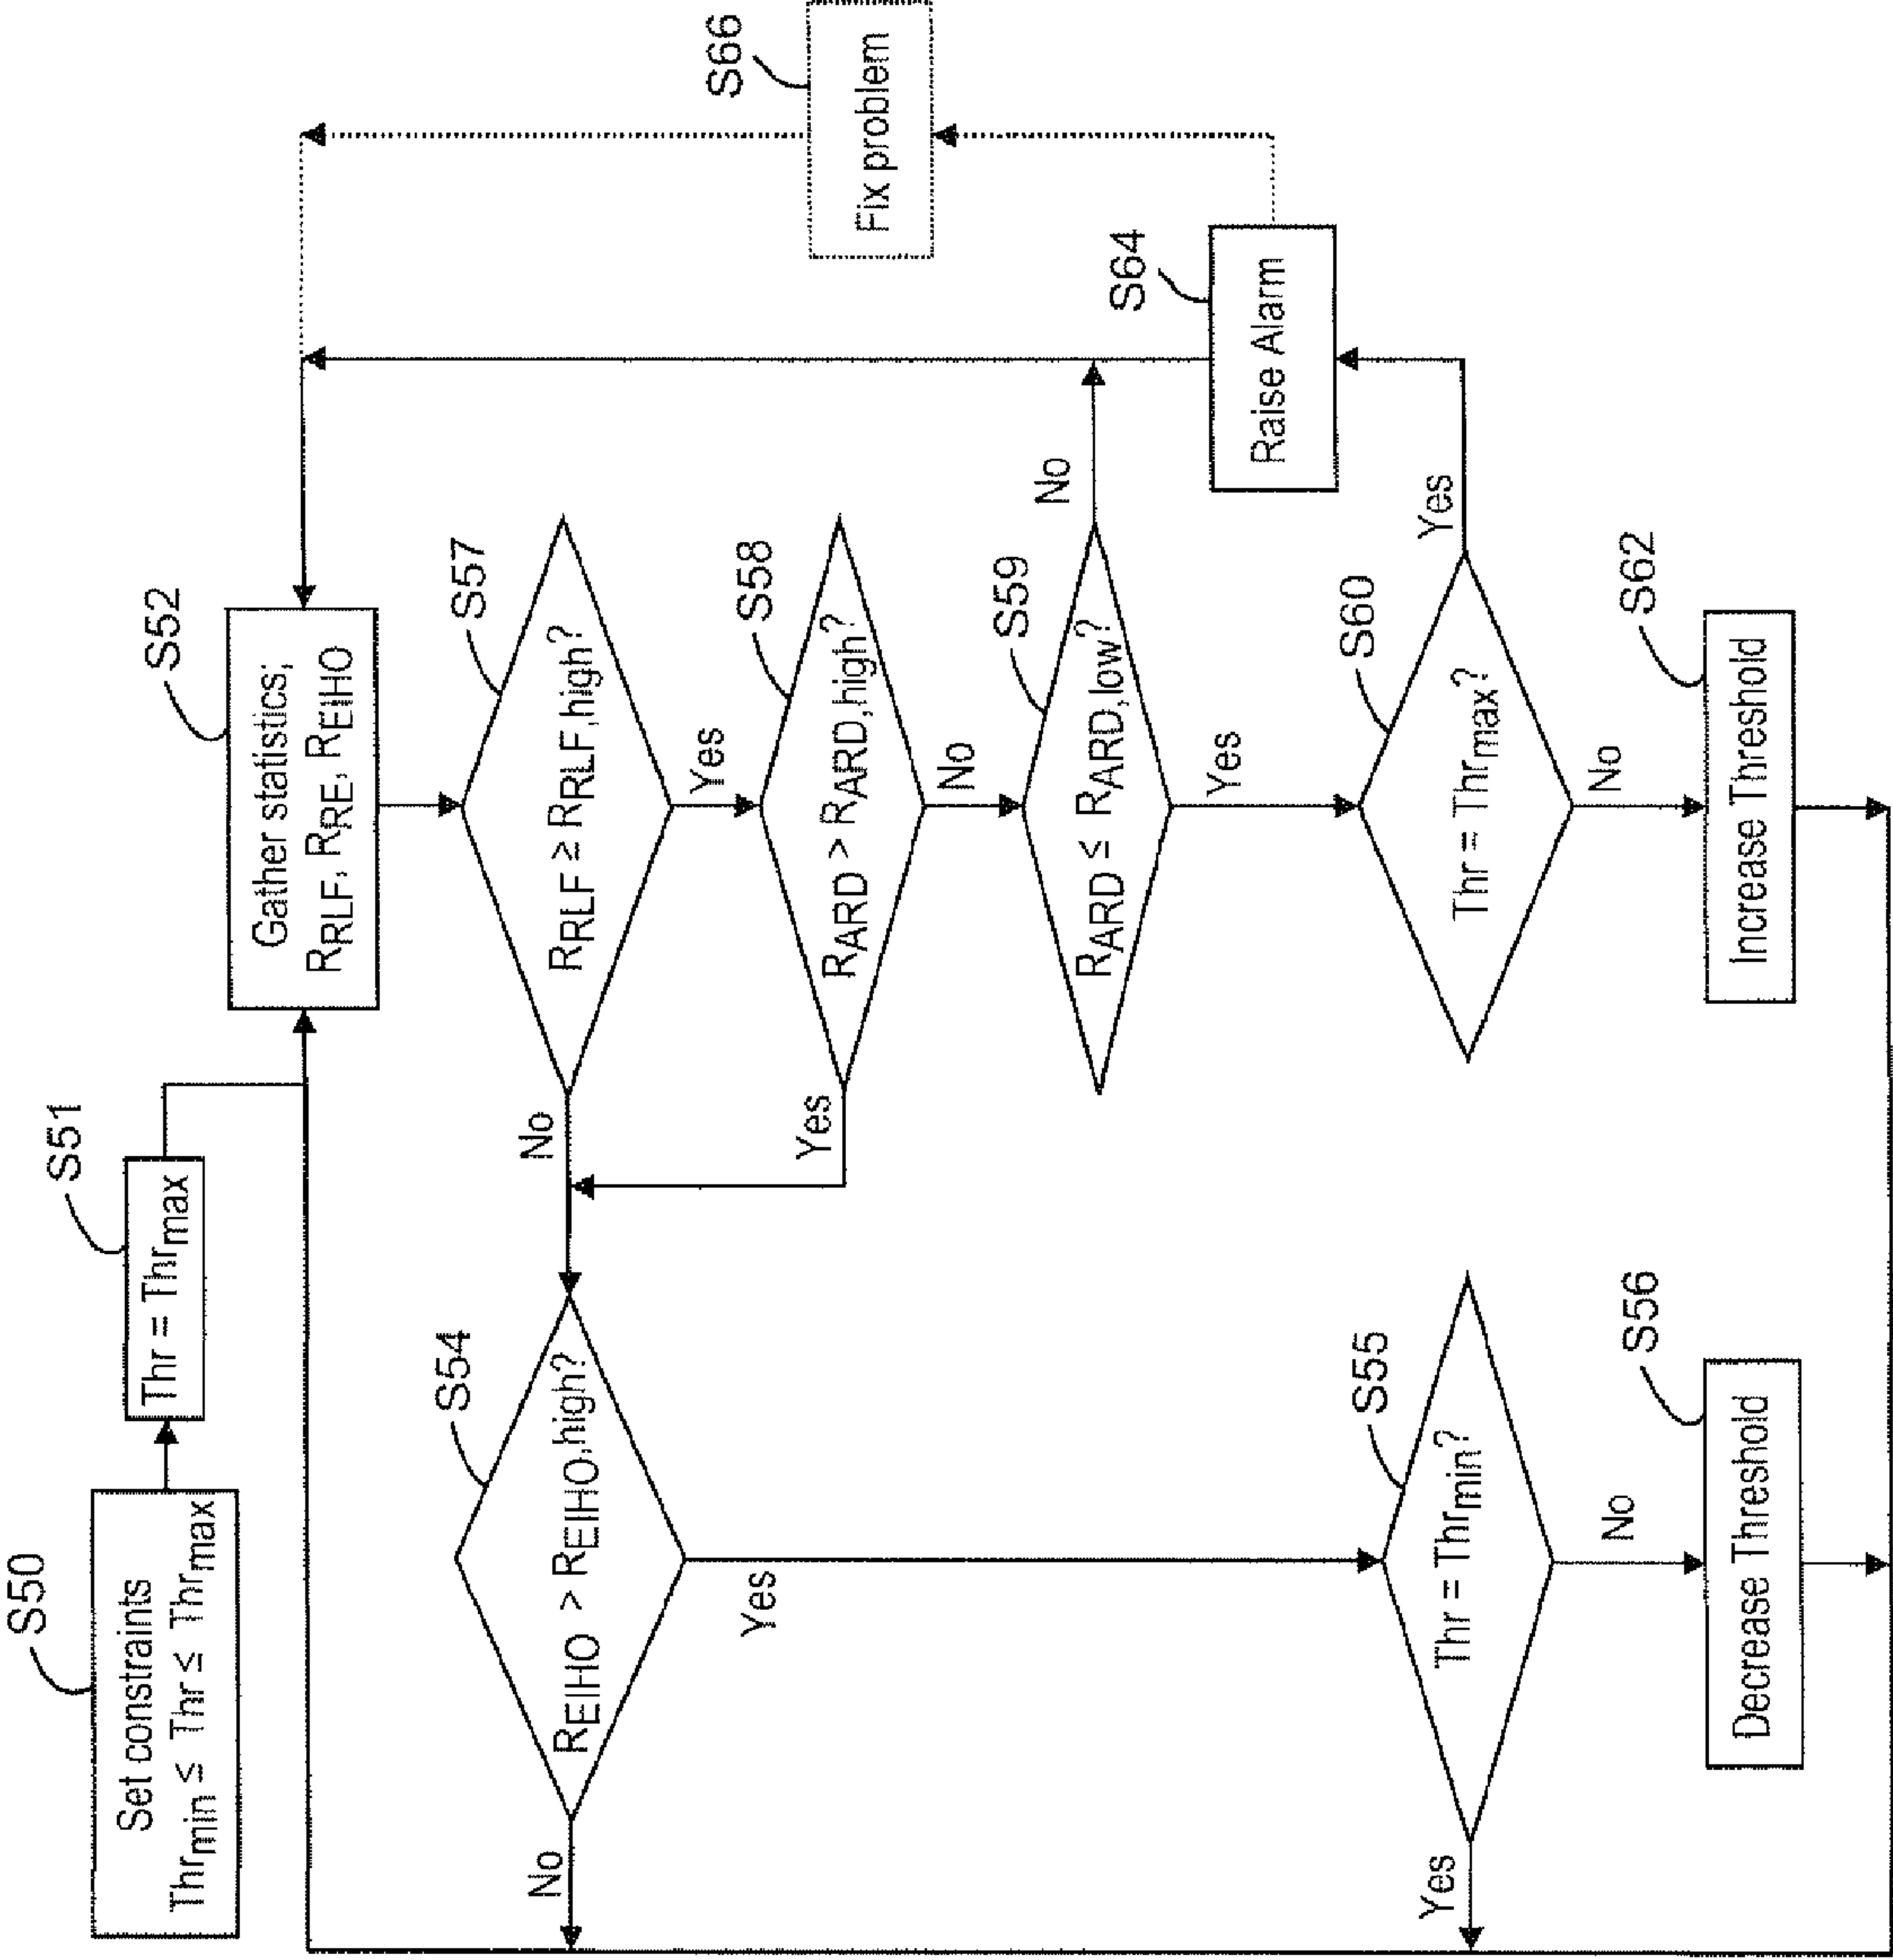 S50
Set constraints
Thrmin ≤ Thr ≤ Thrmax
S51
Thr = Thrmax
S52
Gather statistics;
RRLF, RRE, REIHO
S54
REIHO > REIHO,high?
Yes
No
S57
RRLF ≥ RRLF,high?
No
Yes
S58
RARD > RARD,high?
Yes
No
S59
RARD ≤ RARD,low?
No
Yes
S55
Thr = Thrmin?
Yes
No
S60
Thr = Thrmax?
Yes
No
S56
Decrease Threshold
S62
Increase Threshold
S64
Raise Alarm
S66
Fix problem